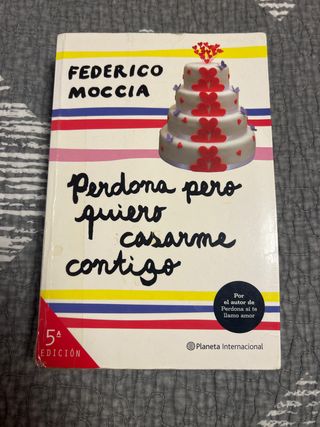 FEDERICO
MOCCIA
Perdona pero
quiero
casarme
contigo
Por
el autor de
Perdona si te
llamo amor
5ª
EDICIÓN
Planeta Internacional